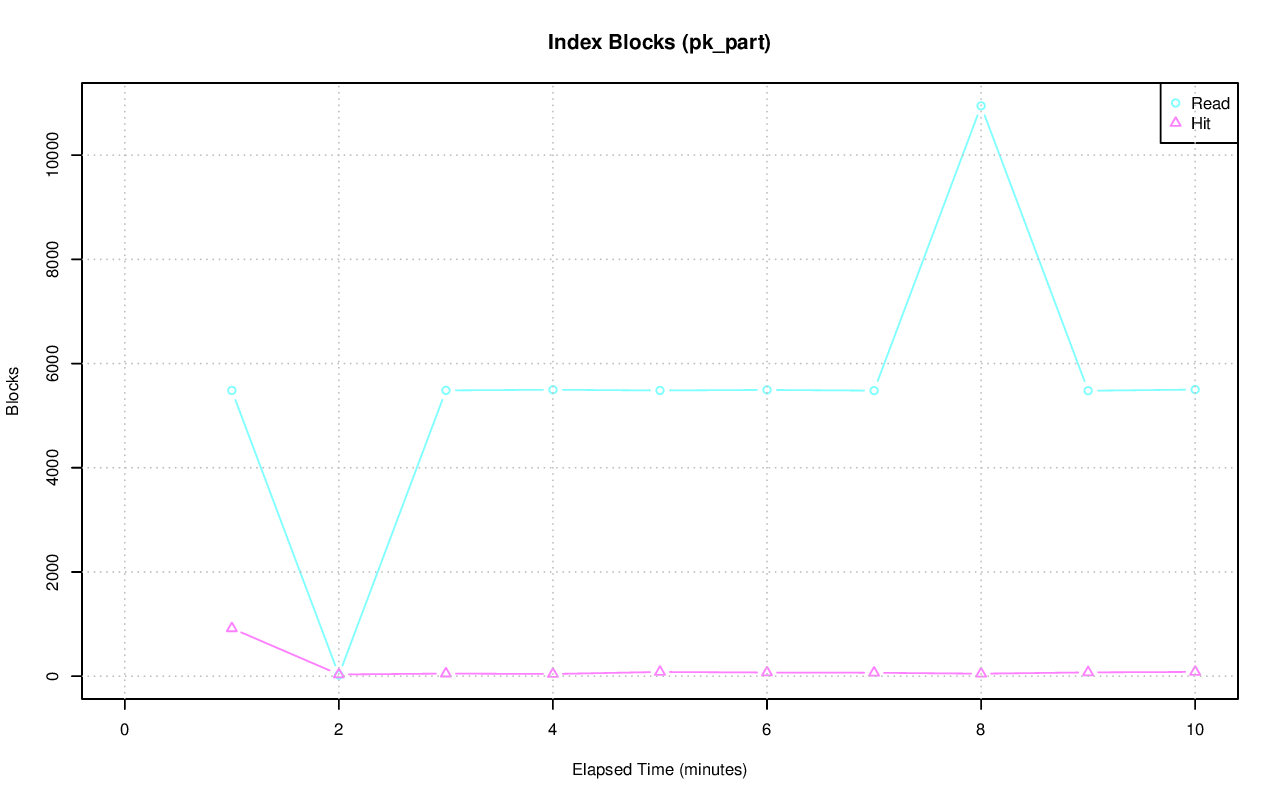 Index Blocks (pk_part)
Read
Hit
Blocks
10000
8000
6000
4000
2000
0
0 2 4 6 8 10
Elapsed Time (minutes)